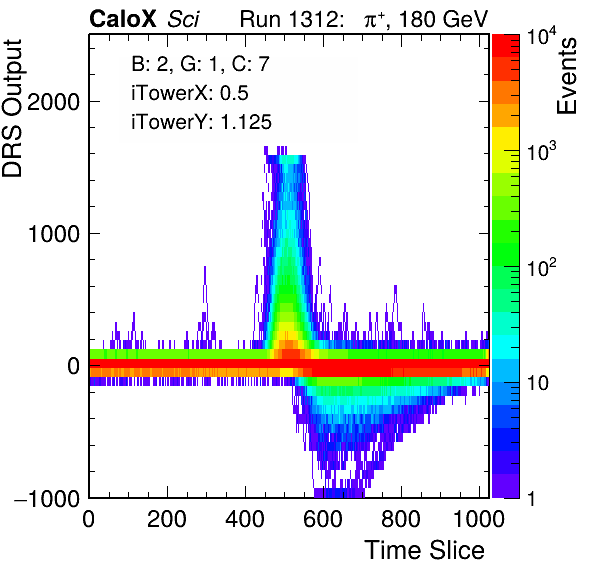 CaloX Sci Run 1312: π⁺, 180 GeV
B: 2, G: 1, C: 7
iTowerX: 0.5
iTowerY: 1.125
DRS Output
2000
1000
0
−1000
0 200 400 600 800 1000
Time Slice
Events
10⁴
10³
10²
10
1